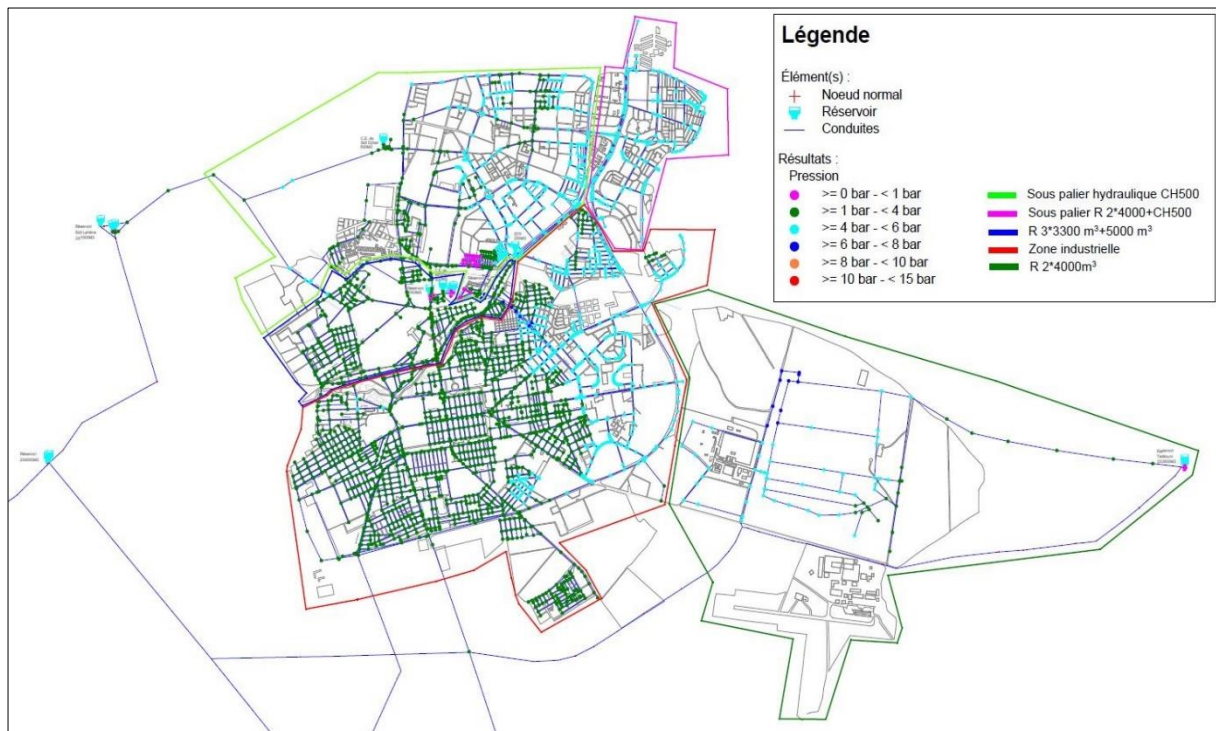 Légende
Élément(s) :
Noeud normal
Réservoir
Conduites
Résultats :
Pression
>= 0 bar - < 1 bar
>= 1 bar - < 4 bar
>= 4 bar - < 6 bar
>= 6 bar - < 8 bar
>= 8 bar - < 10 bar
>= 10 bar - < 15 bar
Sous palier hydraulique CH500
Sous palier R 2*4000+CH500
R 3*3300 m³+5000 m³
Zone industrielle
R 2*4000m³
Réservoir
Réservoir